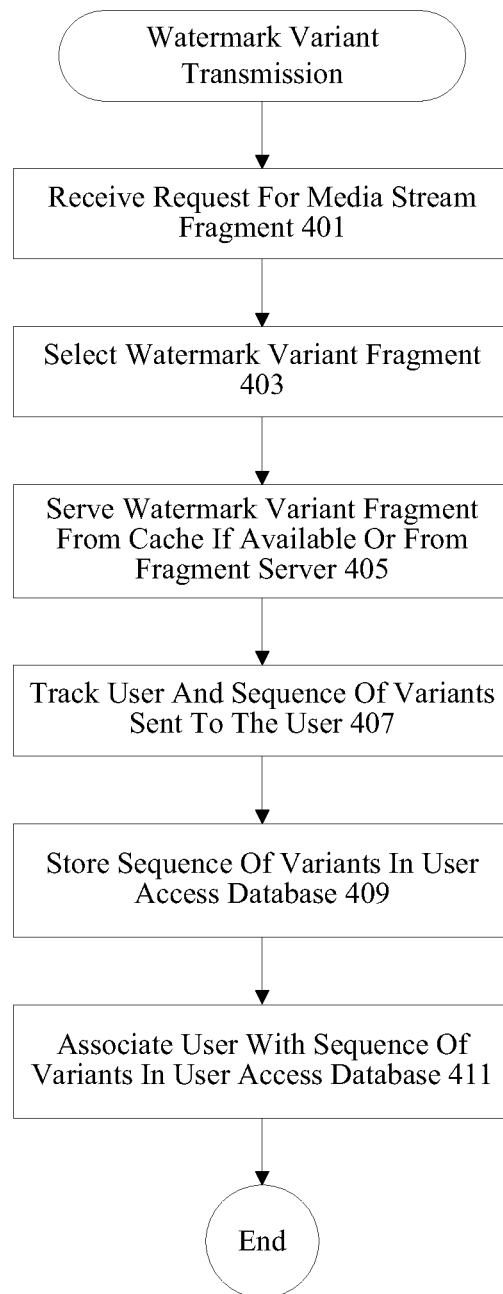 Watermark Variant
Transmission
Receive Request For Media Stream
Fragment 401
Select Watermark Variant Fragment
403
Serve Watermark Variant Fragment
From Cache If Available Or From
Fragment Server 405
Track User And Sequence Of Variants
Sent To The User 407
Store Sequence Of Variants In User
Access Database 409
Associate User With Sequence Of
Variants In User Access Database 411
End